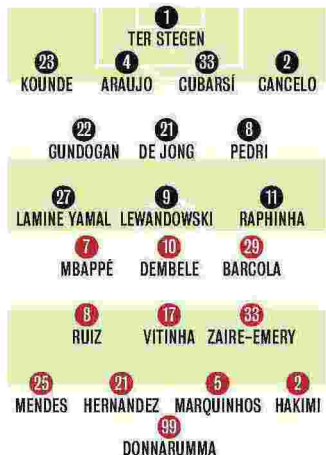 1
TER STEGEN
23 4 33 2
KOUNDE ARAUJO CUBARSÍ CANCELO
22 21 8
GUNDOGAN DE JONG PEDRI
27 9 11
LAMINE YAMAL LEWANDOWSKI RAPHINHA
7 10 29
MBAPPÉ DEMBELE BARCOLA
8 17 33
RUIZ VITINHA ZAIRE-EMERY
25 21 5 2
MENDES HERNANDEZ MARQUINHOS HAKIMI
99
DONNARUMMA